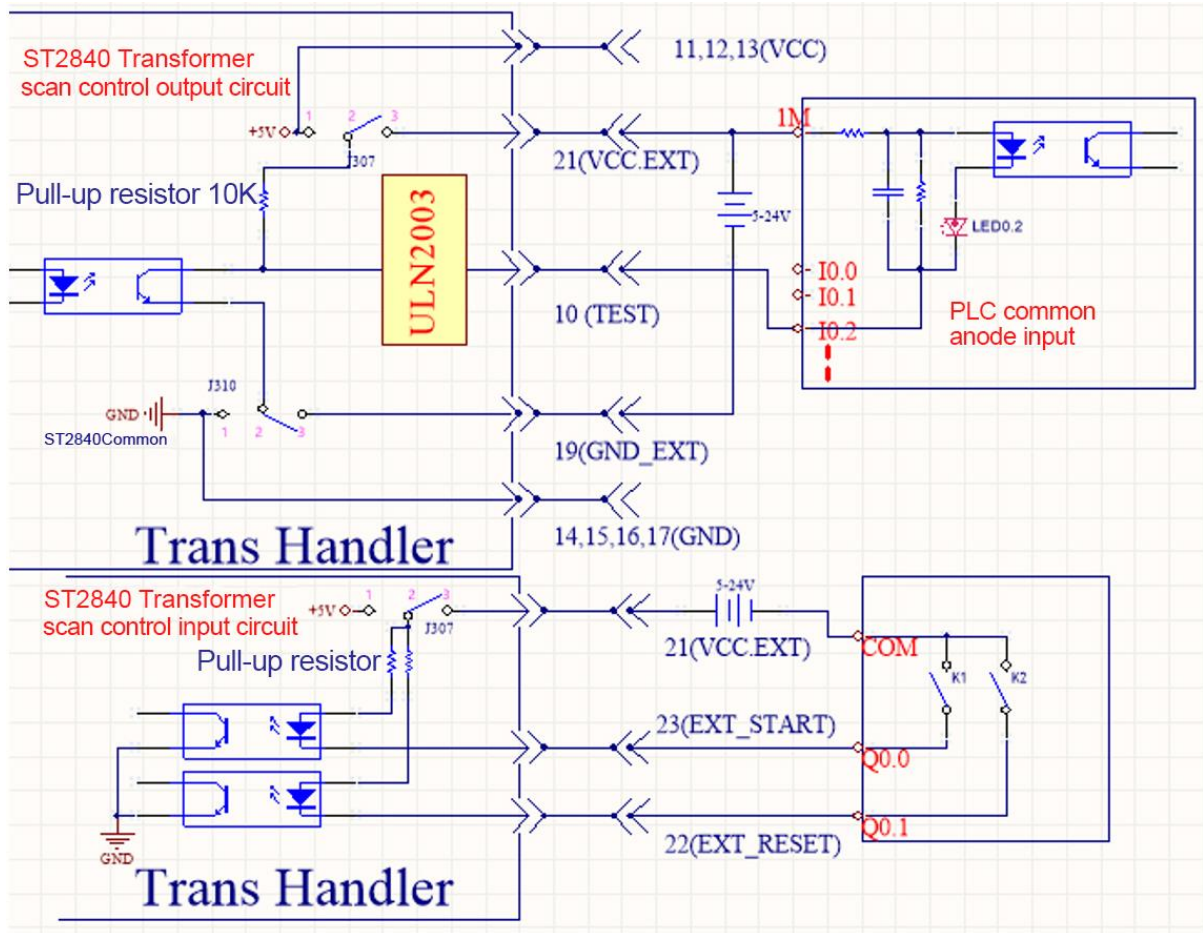 ST2840 Transformer
scan control output circuit
11,12,13(VCC)
+5V
1
2
3
J307
21(VCC.EXT)
1M
Pull-up resistor 10K
ULN2003
5-24V
LED0.2
I0.0
I0.1
I0.2
PLC common
anode input
10 (TEST)
J310
GND
1
2
3
ST2840Common
19(GND_EXT)
14,15,16,17(GND)
Trans Handler
ST2840 Transformer
scan control input circuit
+5V
1
2
3
J307
Pull-up resistor
5-24V
21(VCC.EXT)
COM
K1
K2
23(EXT_START)
Q0.0
22(EXT_RESET)
Q0.1
GND
Trans Handler